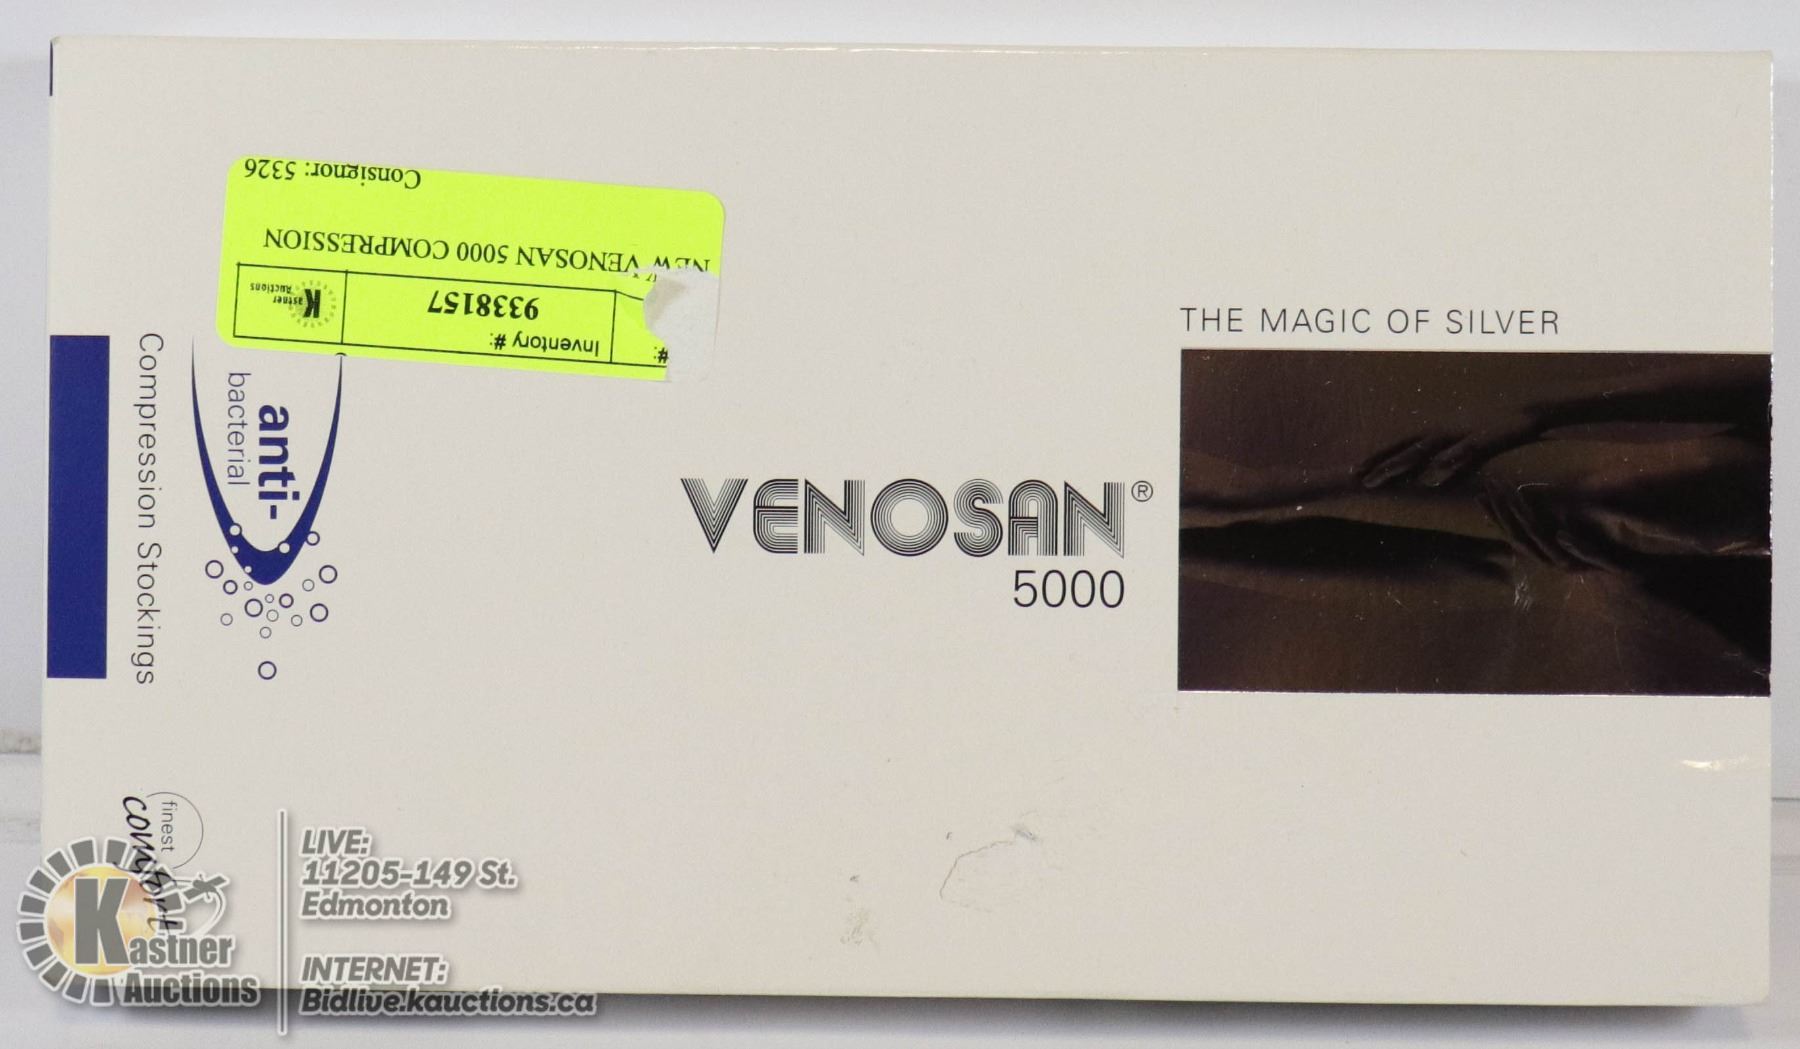 Consignor: 5326
NEW VENOSAN 5000 COMPRESSION
Inventory #:
9338157
#:
Kastner
Auctions
THE MAGIC OF SILVER
VENOSAN®
5000
anti-
bacterial
Compression Stockings
finest
comfort
Kastner
Auctions
LIVE:
11205-149 St.
Edmonton
INTERNET:
Bidlive.kauctions.ca